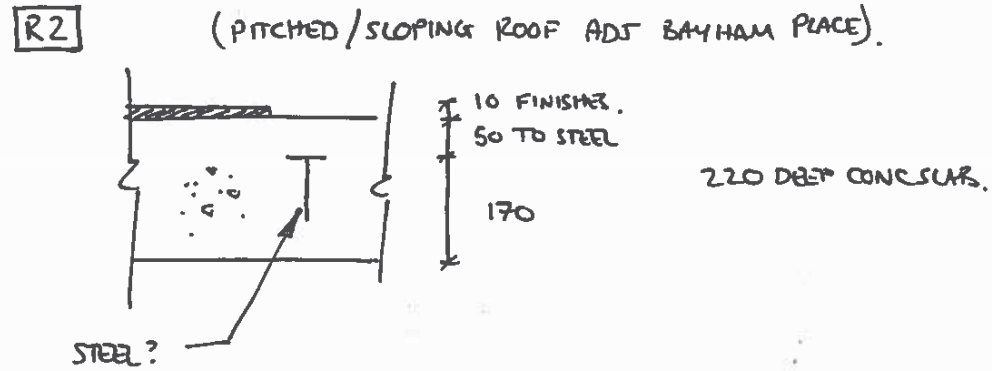 R2 (PITCHED/SLOPING ROOF ADJ BAYHAM PLACE).
10 FINISHES.
50 TO STEEL
220 DEEP CONC SLAB.
170
STEEL?